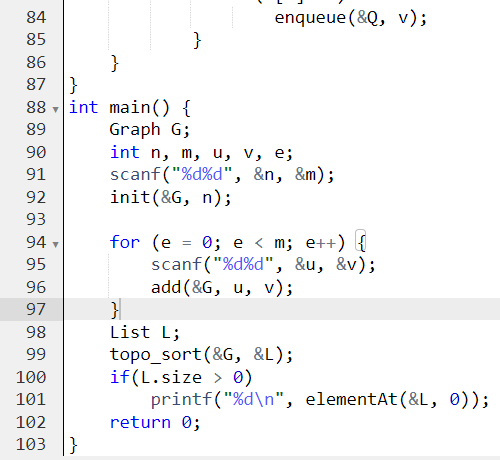 84 enqueue(&Q, v);
85 }
86 }
87 }
88 int main() {
89 Graph G;
90 int n, m, u, v, e;
91 scanf("%d%d", &n, &m);
92 init(&G, n);
93
94 for (e = 0; e < m; e++) {
95 scanf("%d%d", &u, &v);
96 add(&G, u, v);
97 }
98 List L;
99 topo_sort(&G, &L);
100 if(L.size > 0)
101 printf("%d\n", elementAt(&L, 0));
102 return 0;
103 }